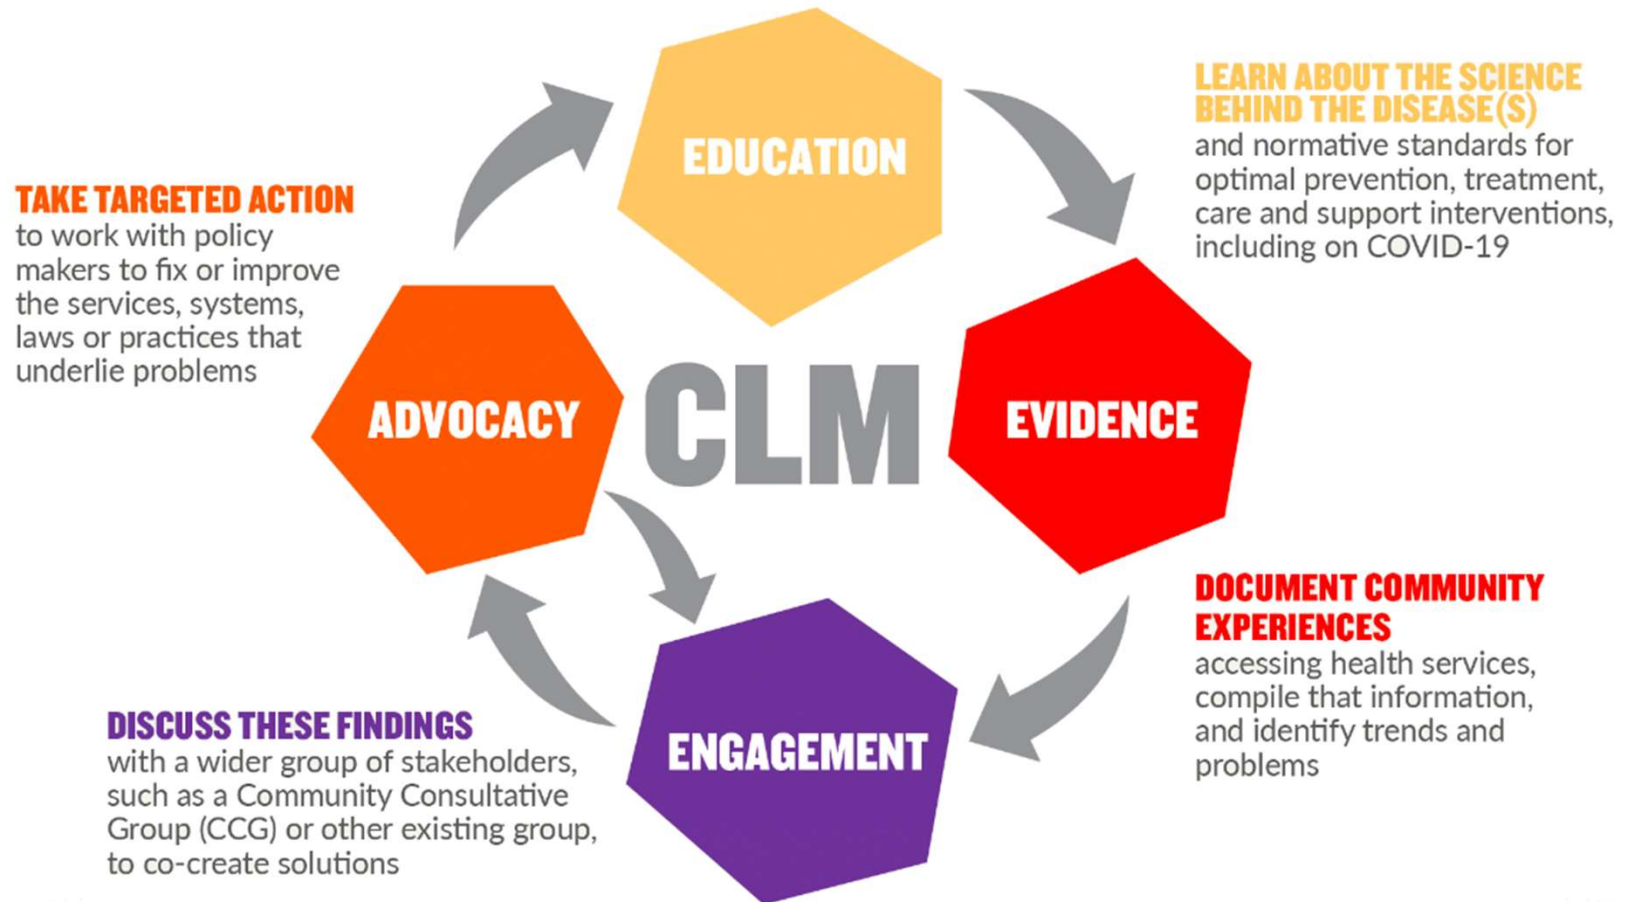 EDUCATION
LEARN ABOUT THE SCIENCE
BEHIND THE DISEASE(S)
and normative standards for
optimal prevention, treatment,
care and support interventions,
including on COVID-19
TAKE TARGETED ACTION
to work with policy
makers to fix or improve
the services, systems,
laws or practices that
underlie problems
ADVOCACY
CLM
EVIDENCE
DOCUMENT COMMUNITY
EXPERIENCES
accessing health services,
compile that information,
and identify trends and
problems
ENGAGEMENT
DISCUSS THESE FINDINGS
with a wider group of stakeholders,
such as a Community Consultative
Group (CCG) or other existing group,
to co-create solutions